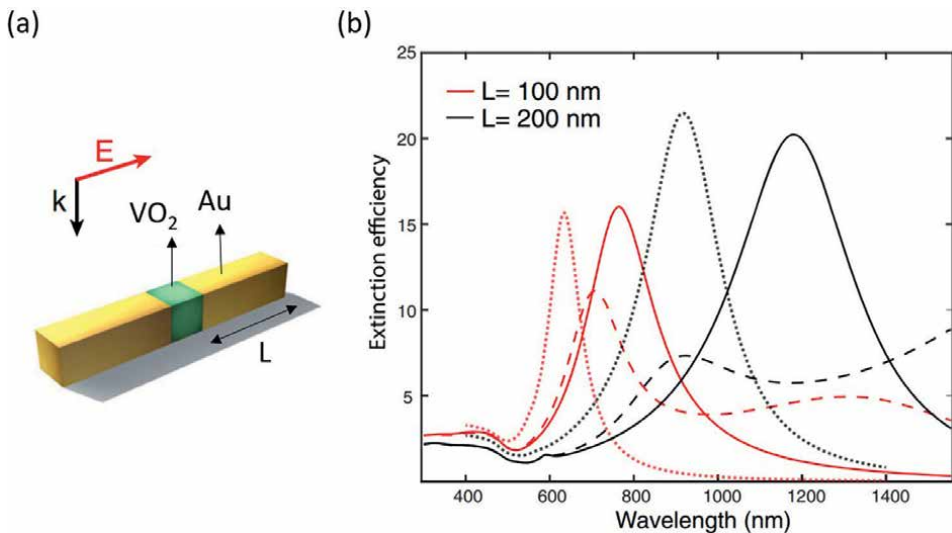 (a)
E
k
VO₂
Au
L
(b)
Extinction efficiency
25
20
15
10
5
L= 100 nm
L= 200 nm
400 600 800 1000 1200 1400
Wavelength (nm)